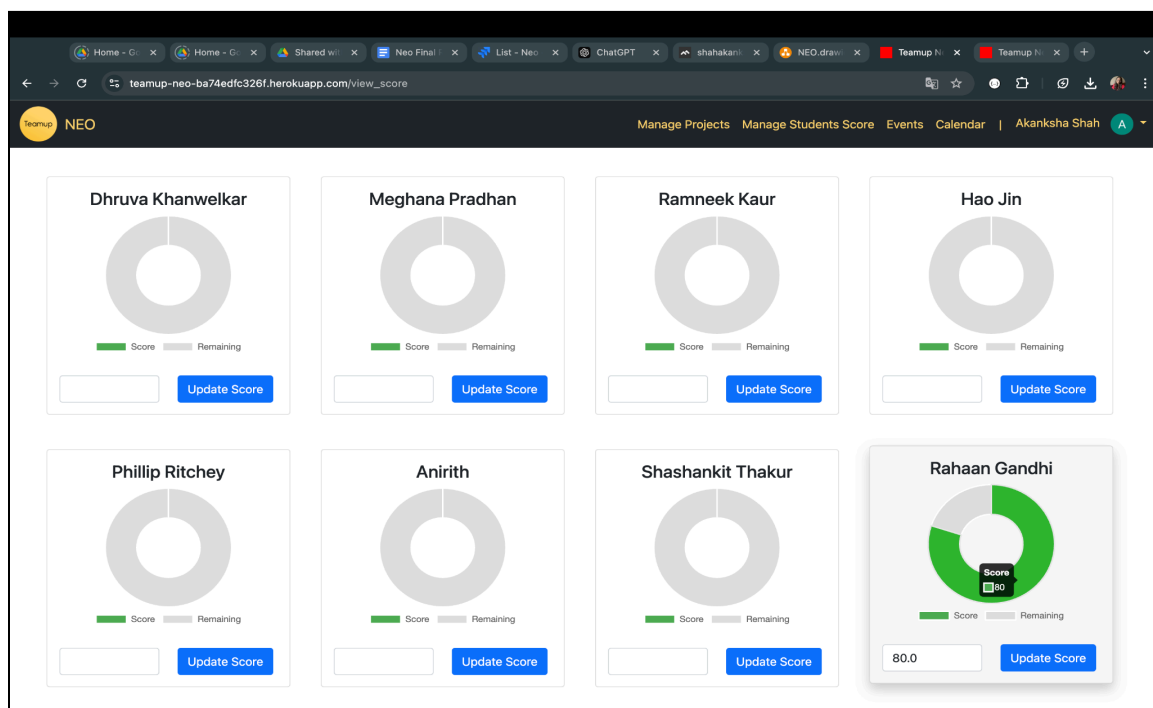 Home - Go
Home - Go
Shared wit
Neo Final
List - Neo
ChatGPT
shahakank
NEO.draw
Teamup N
Teamup N
teamup-neo-ba74edfc326f.herokuapp.com/view_score
Teamup
NEO
Manage Projects
Manage Students Score
Events
Calendar
|
Akanksha Shah
A
Dhruva Khanwelkar
Meghana Pradhan
Ramneek Kaur
Hao Jin
Score Remaining
Score Remaining
Score Remaining
Score Remaining
Update Score
Update Score
Update Score
Update Score
Phillip Ritchey
Anirith
Shashankit Thakur
Rahaan Gandhi
Score
80
Score Remaining
Score Remaining
Score Remaining
Score Remaining
Update Score
Update Score
Update Score
80.0
Update Score